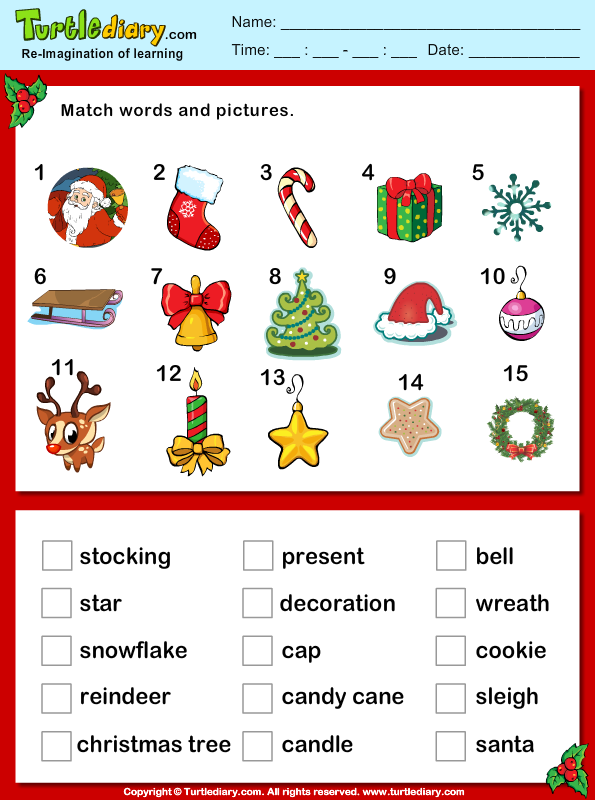 Turtlediary.com
Re-Imagination of learning
Name: ______________________________________
Time: ___ : ___ - ___ : ___ Date: ______________
Match words and pictures.
1 2 3 4 5
6 7 8 9 10
11 12 13 14 15
stocking present bell
star decoration wreath
snowflake cap cookie
reindeer candy cane sleigh
christmas tree candle santa
Copyright © Turtlediary.com. All rights reserved. www.turtlediary.com